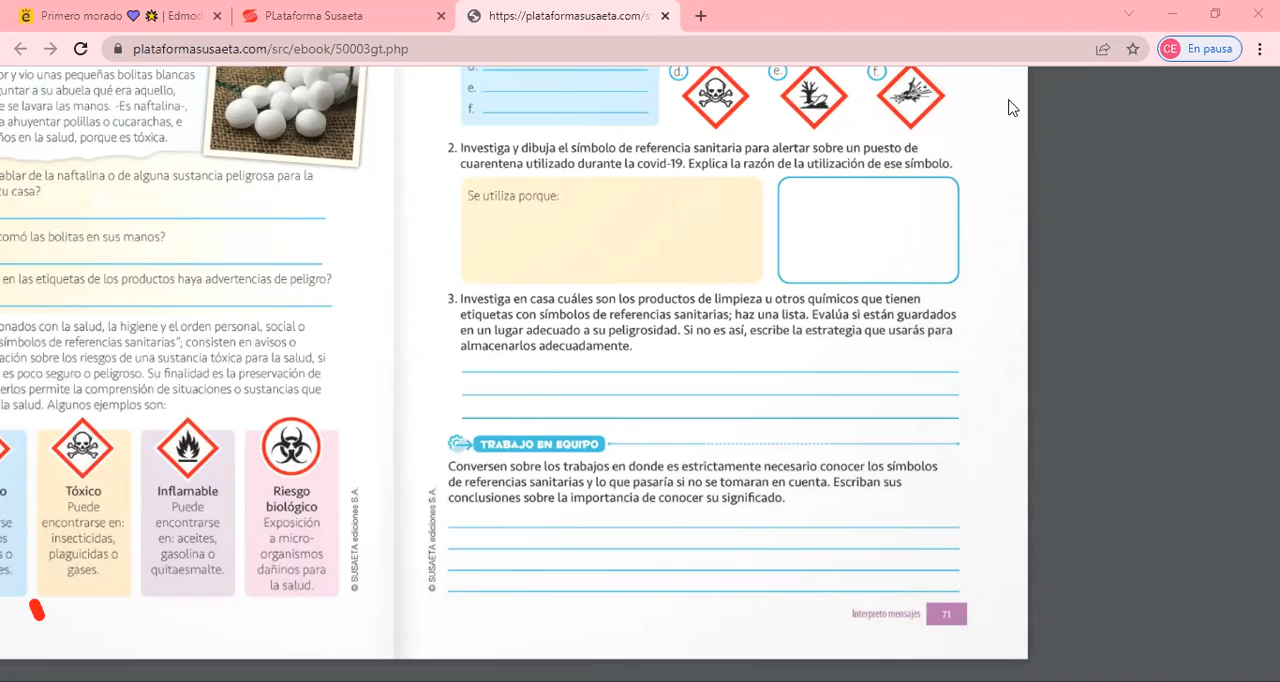 Primero morado 💜 🌟 | Edmod
PLataforma Susaeta
https://plataformasusaeta.com/s
plataformasusaeta.com/src/ebook/50003gt.php
CE En pausa
or y vio unas pequeñas bolitas blancas
guntar a su abuela qué era aquello,
e se lavara las manos. -Es naftalina-,
a ahuyentar polillas o cucarachas, e
ños en la salud, porque es tóxica.
ablar de la naftalina o de alguna sustancia peligrosa para la
tu casa?
omó las bolitas en sus manos?
en las etiquetas de los productos haya advertencias de peligro?
onados con la salud, la higiene y el orden personal, social o
símbolos de referencias sanitarias"; consisten en avisos o
ación sobre los riesgos de una sustancia tóxica para la salud, si
es poco seguro o peligroso. Su finalidad es la preservación de
erlos permite la comprensión de situaciones o sustancias que
la salud. Algunos ejemplos son:
Tóxico
Puede
encontrarse en:
insecticidas,
plaguicidas o
gases.
Inflamable
Puede
encontrarse
en: aceites,
gasolina o
quitaesmalte.
Riesgo
biológico
Exposición
a micro-
organismos
dañinos para
la salud.
© SUSAETA ediciones S.A.
e.
f.
d.
e.
f.
2. Investiga y dibuja el símbolo de referencia sanitaria para alertar sobre un puesto de
cuarentena utilizado durante la covid-19. Explica la razón de la utilización de ese símbolo.
Se utiliza porque:
3. Investiga en casa cuáles son los productos de limpieza u otros químicos que tienen
etiquetas con símbolos de referencias sanitarias; haz una lista. Evalúa si están guardados
en un lugar adecuado a su peligrosidad. Si no es así, escribe la estrategia que usarás para
almacenarlos adecuadamente.
TRABAJO EN EQUIPO
Conversen sobre los trabajos en donde es estrictamente necesario conocer los símbolos
de referencias sanitarias y lo que pasaría si no se tomaran en cuenta. Escriban sus
conclusiones sobre la importancia de conocer su significado.
© SUSAETA ediciones S.A.
Interpreto mensajes 71